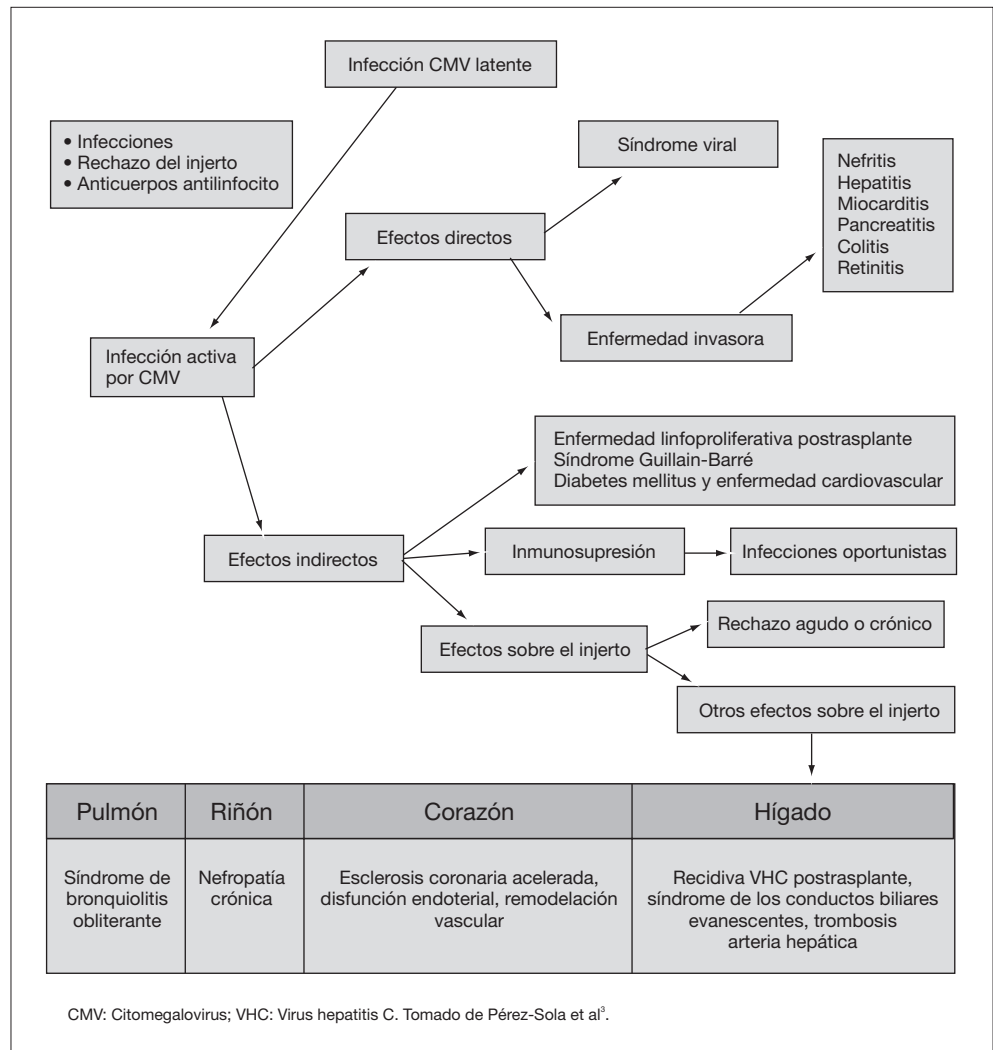 Infección CMV latente
• Infecciones
• Rechazo del injerto
• Anticuerpos antilinfocito
Síndrome viral
Nefritis
Hepatitis
Miocarditis
Pancreatitis
Colitis
Retinitis
Efectos directos
Enfermedad invasora
Infección activa
por CMV
Enfermedad linfoproliferativa postrasplante
Síndrome Guillain-Barré
Diabetes mellitus y enfermedad cardiovascular
Efectos indirectos
Inmunosupresión
Infecciones oportunistas
Rechazo agudo o crónico
Efectos sobre el injerto
Otros efectos sobre el injerto
Pulmón
Riñón
Corazón
Hígado
Síndrome de
bronquiolitis
obliterante
Nefropatía
crónica
Esclerosis coronaria acelerada,
disfunción endoterial, remodelación
vascular
Recidiva VHC postrasplante,
síndrome de los conductos biliares
evanescentes, trombosis
arteria hepática
CMV: Citomegalovirus; VHC: Virus hepatitis C. Tomado de Pérez-Sola et al³.